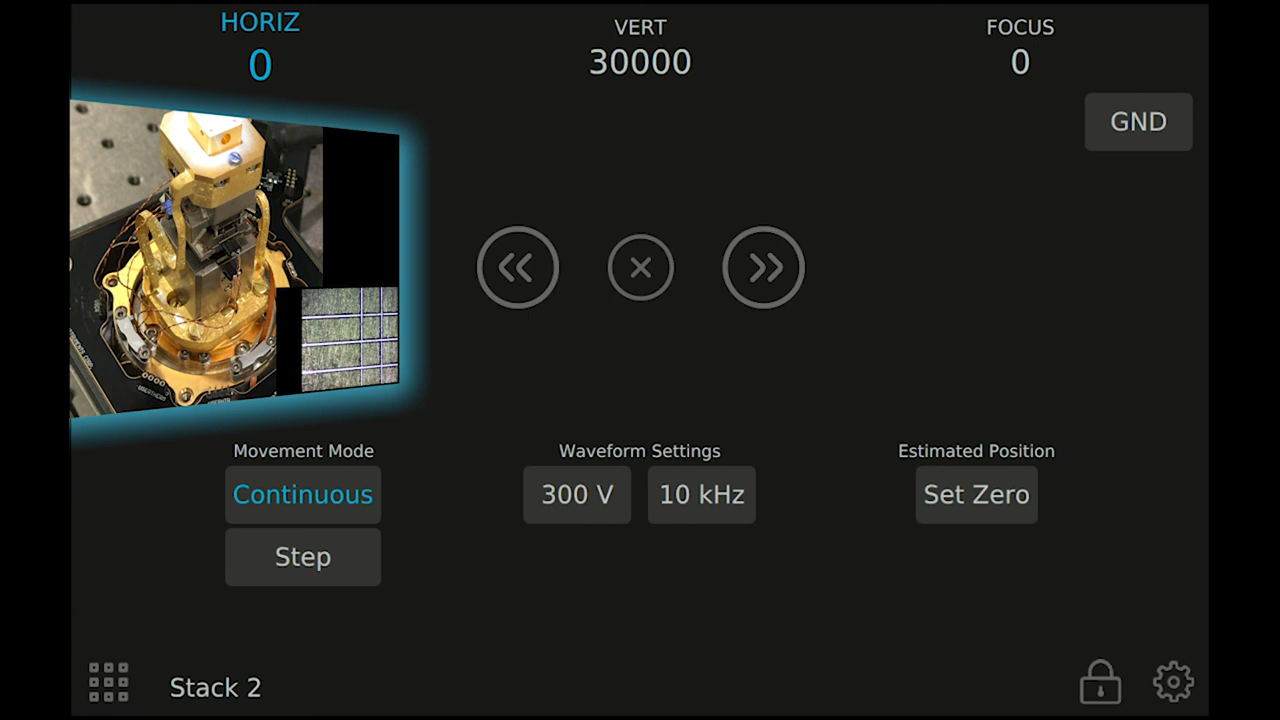 HORIZ
0
VERT
30000
FOCUS
0
GND
Movement Mode
Continuous
Step
Waveform Settings
300 V
10 kHz
Estimated Position
Set Zero
Stack 2